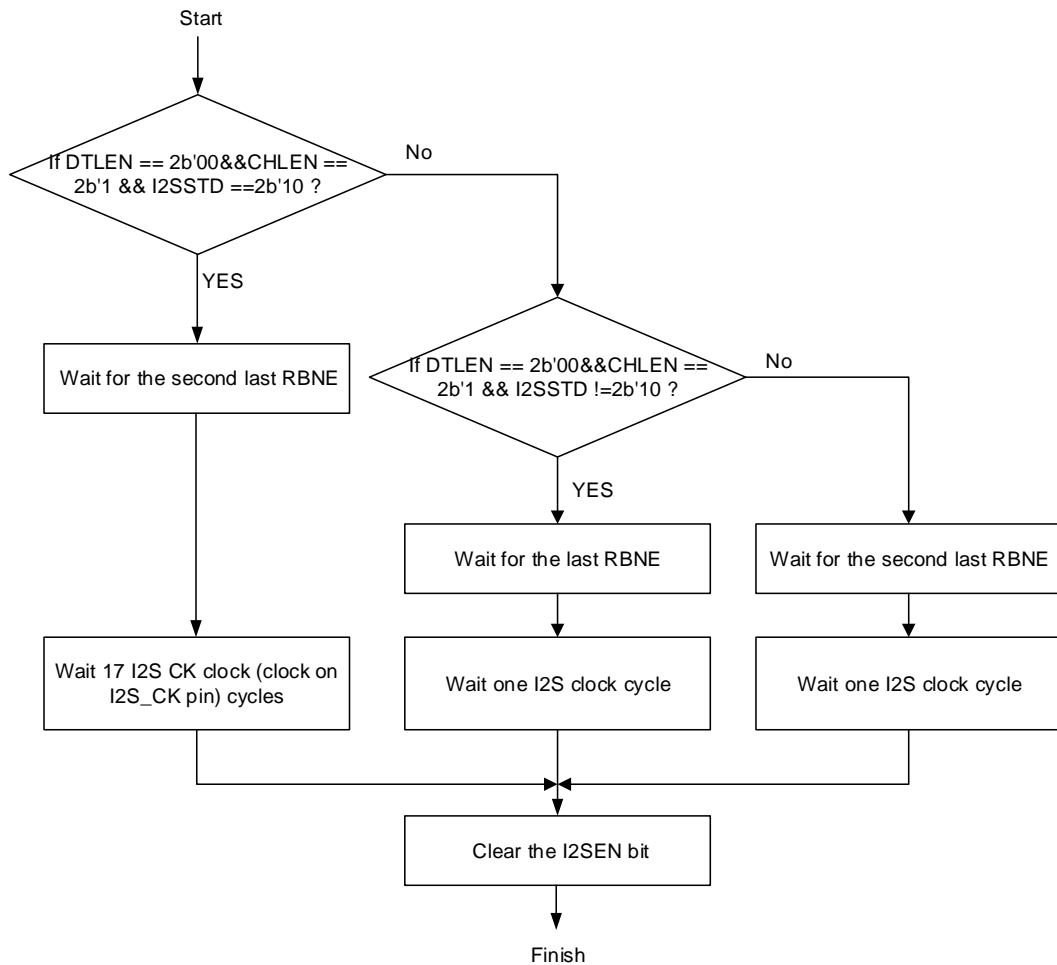 Start
If DTLEN == 2b'00&&CHLEN ==
2b'1 && I2SSTD ==2b'10 ?
No
YES
Wait for the second last RBNE
If DTLEN == 2b'00&&CHLEN ==
2b'1 && I2SSTD !=2b'10 ?
No
YES
Wait for the last RBNE
Wait for the second last RBNE
Wait 17 I2S CK clock (clock on
I2S_CK pin) cycles
Wait one I2S clock cycle
Wait one I2S clock cycle
Clear the I2SEN bit
Finish